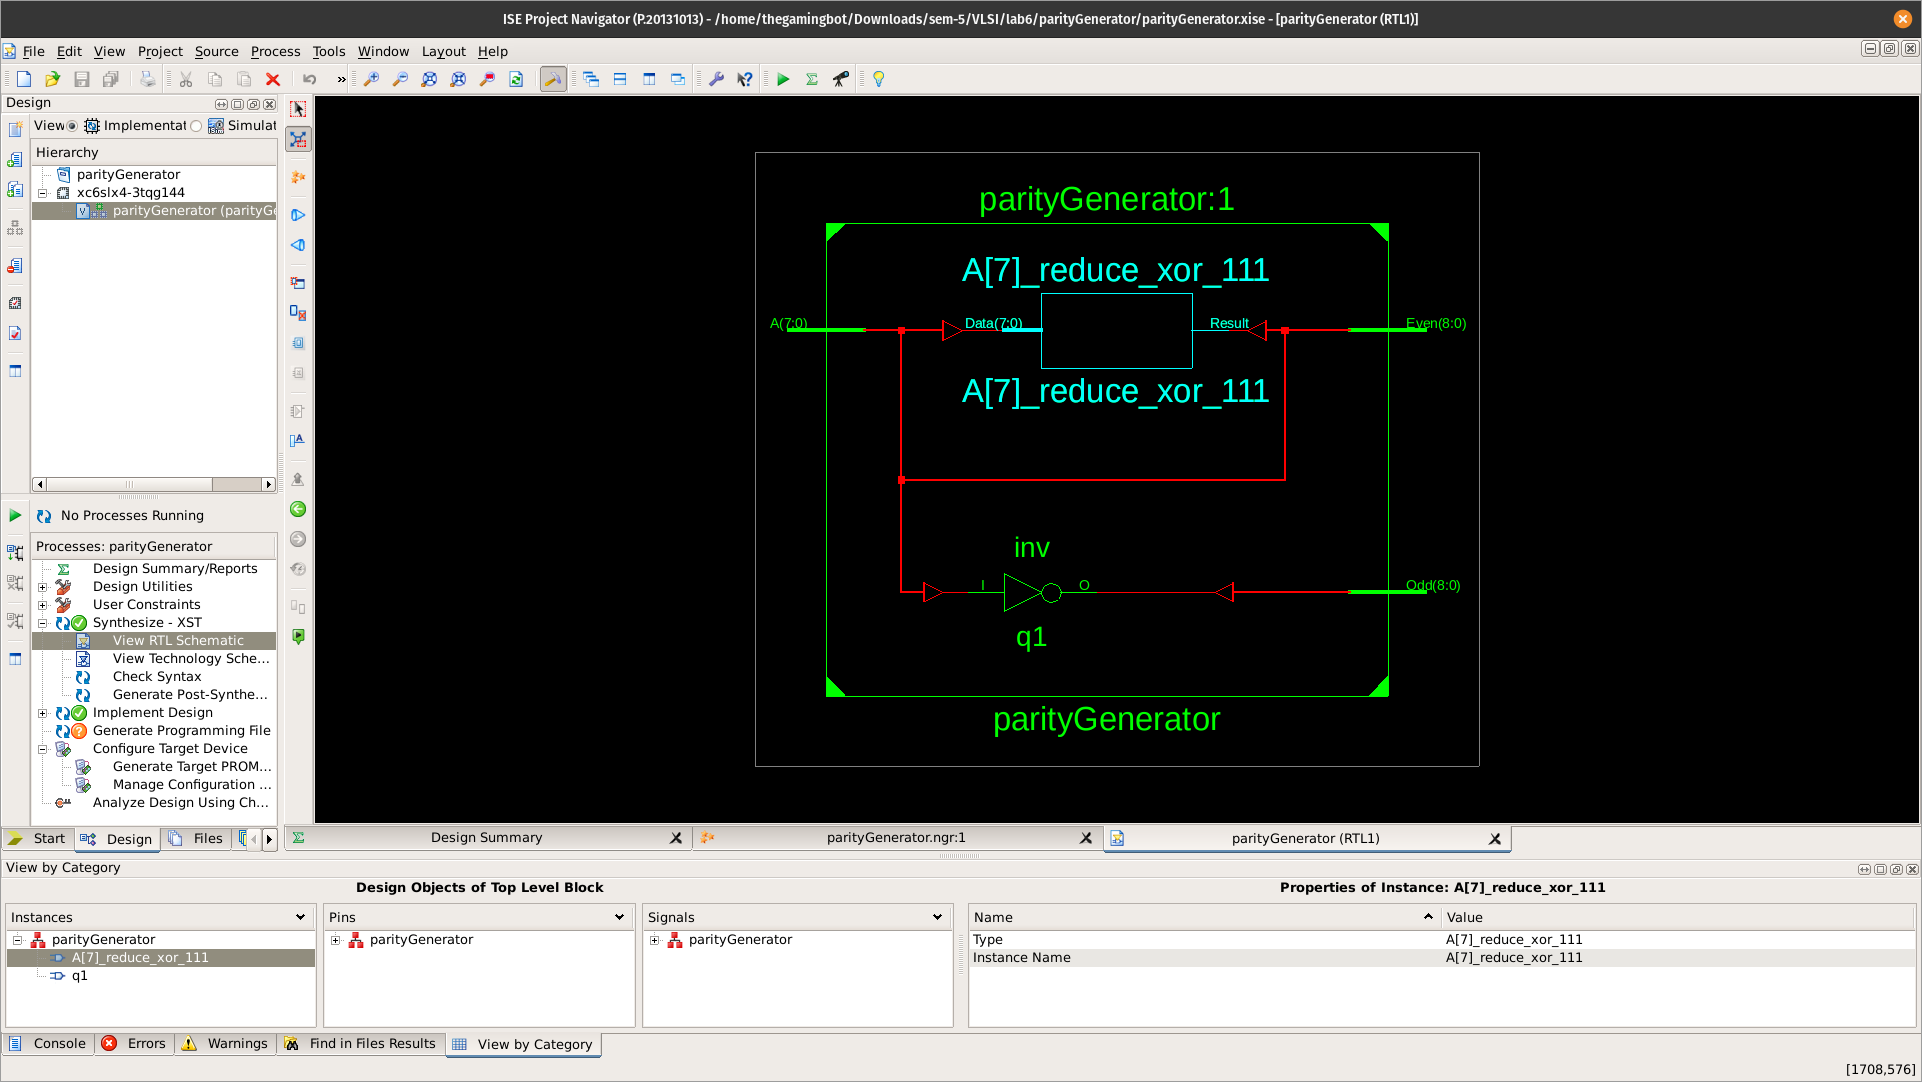 ISE Project Navigator (P.20131013) - /home/thegamingbot/Downloads/sem-5/VLSI/lab6/parityGenerator/parityGenerator.xise - [parityGenerator (RTL1)]
File Edit View Project Source Process Tools Window Layout Help
Design
View Implementat Simulat
Hierarchy
parityGenerator
xc6slx4-3tqg144
parityGenerator (parityGe
No Processes Running
Processes: parityGenerator
Design Summary/Reports
Design Utilities
User Constraints
Synthesize - XST
View RTL Schematic
View Technology Sche...
Check Syntax
Generate Post-Synthe...
Implement Design
Generate Programming File
Configure Target Device
Generate Target PROM...
Manage Configuration ...
Analyze Design Using Ch...
Start Design Files
parityGenerator:1
A[7]_reduce_xor_111
A(7:0) Data(7:0) Result Even(8:0)
A[7]_reduce_xor_111
inv
I O Odd(8:0)
q1
parityGenerator
Design Summary parityGenerator.ngr:1 parityGenerator (RTL1)
View by Category
Design Objects of Top Level Block Properties of Instance: A[7]_reduce_xor_111
Instances Pins Signals Name Value
parityGenerator parityGenerator parityGenerator Type A[7]_reduce_xor_111
A[7]_reduce_xor_111 Instance Name A[7]_reduce_xor_111
q1
Console Errors Warnings Find in Files Results View by Category
[1708,576]